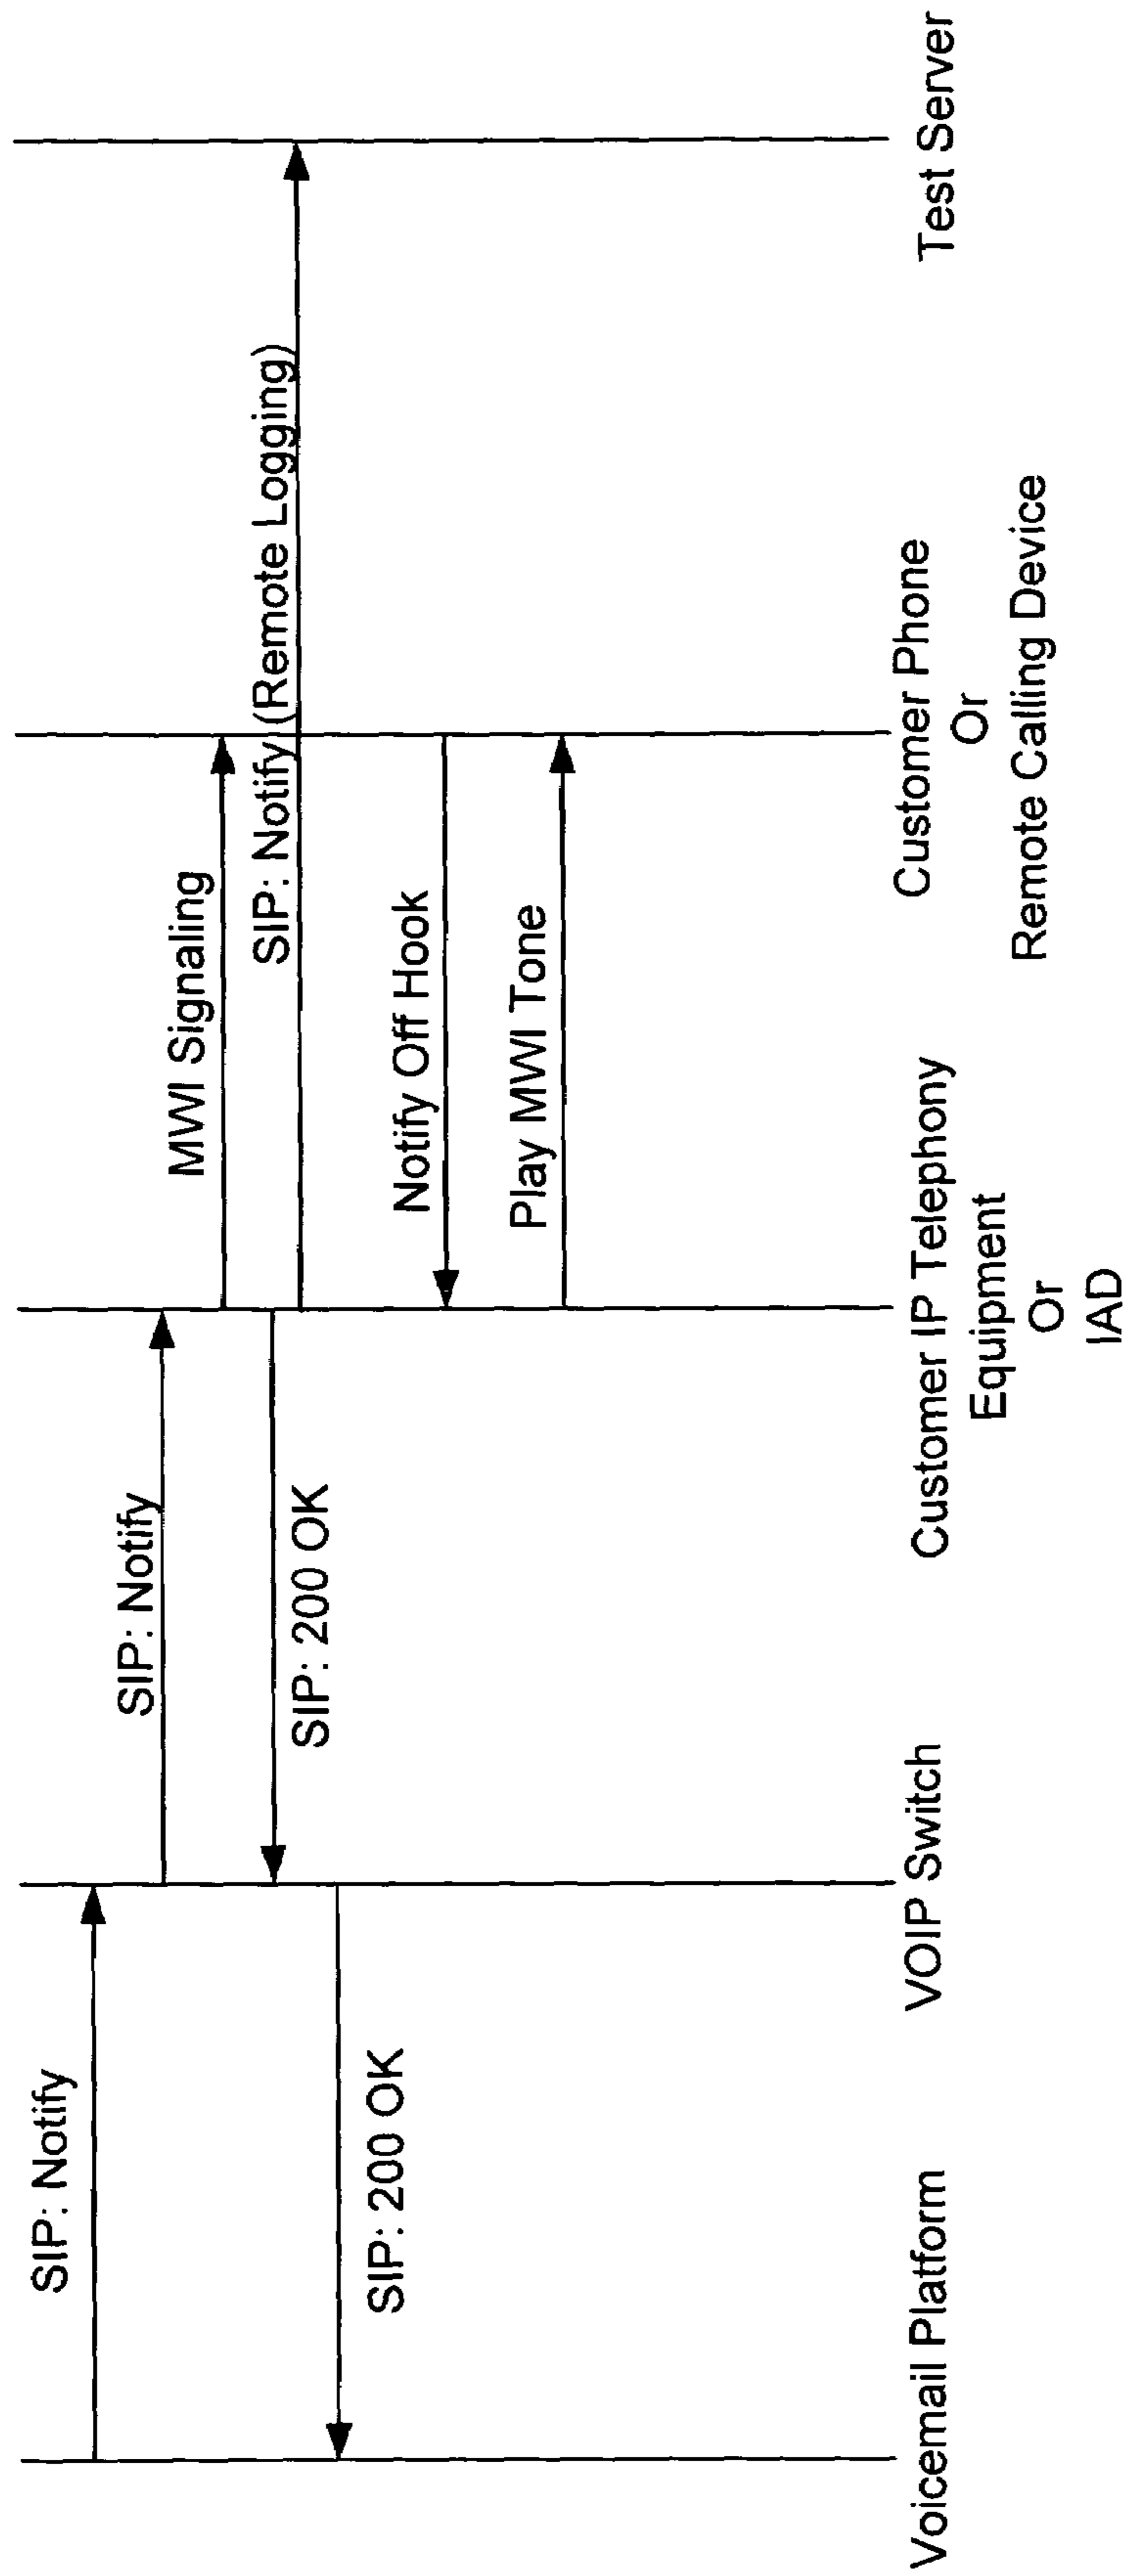 SIP: Notify
SIP: Notify
MWI Signaling
SIP: 200 OK
SIP: Notify (Remote Logging)
SIP: 200 OK
Notify Off Hook
Play MWI Tone
Voicemail Platform
VOIP Switch
Customer IP Telephony
Equipment
Or
IAD
Customer Phone
Or
Remote Calling Device
Test Server